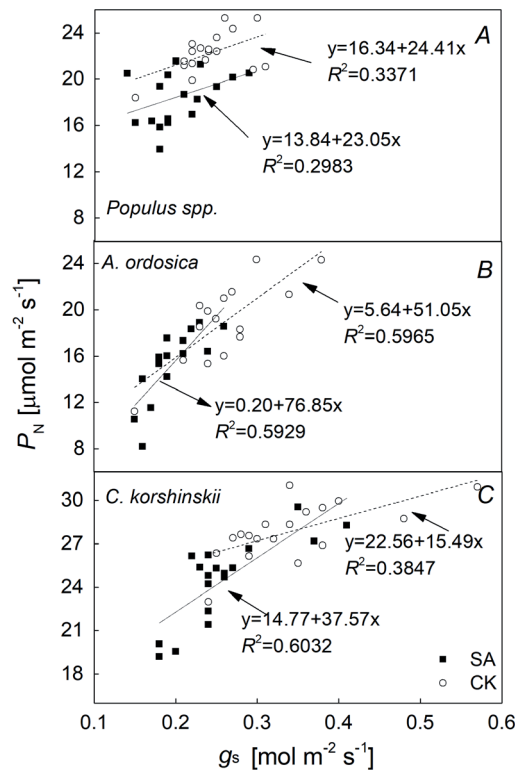 24
20
16
12
8
A
y=16.34+24.41x
R²=0.3371
y=13.84+23.05x
R²=0.2983
Populus spp.
24
20
16
12
8
A. ordosica
B
y=5.64+51.05x
R²=0.5965
y=0.20+76.85x
R²=0.5929
PN [μmol m⁻² s⁻¹]
30
27
24
21
18
C. korshinskii
C
y=22.56+15.49x
R²=0.3847
y=14.77+37.57x
R²=0.6032
SA
CK
0.1 0.2 0.3 0.4 0.5 0.6
gs [mol m⁻² s⁻¹]